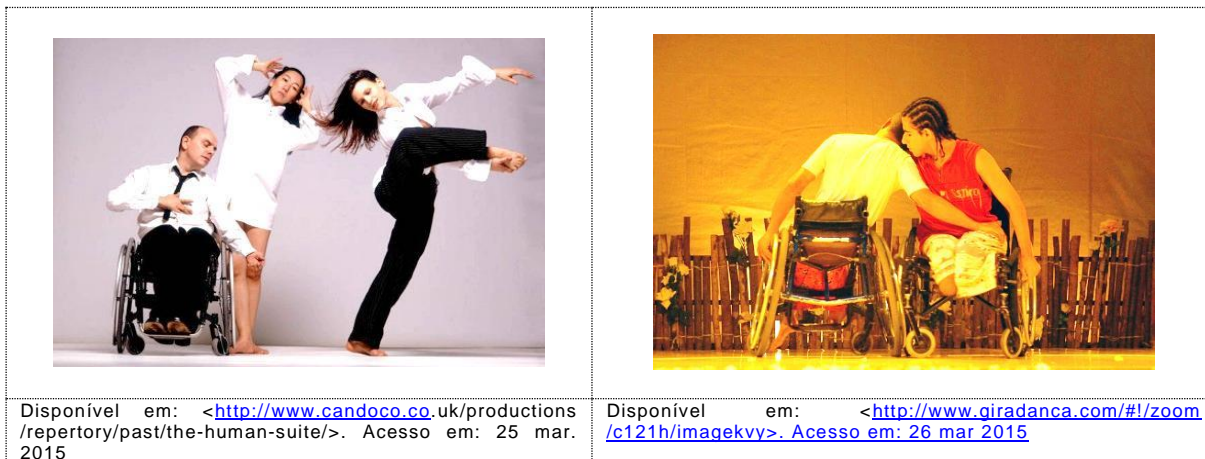 Disponível em: <http://www.candoco.co.uk/productions
/repertory/past/the-human-suite/>. Acesso em: 25 mar.
2015
Disponível em: <http://www.giradanca.com/#!/zoom
/c121h/imagekvy>. Acesso em: 26 mar 2015